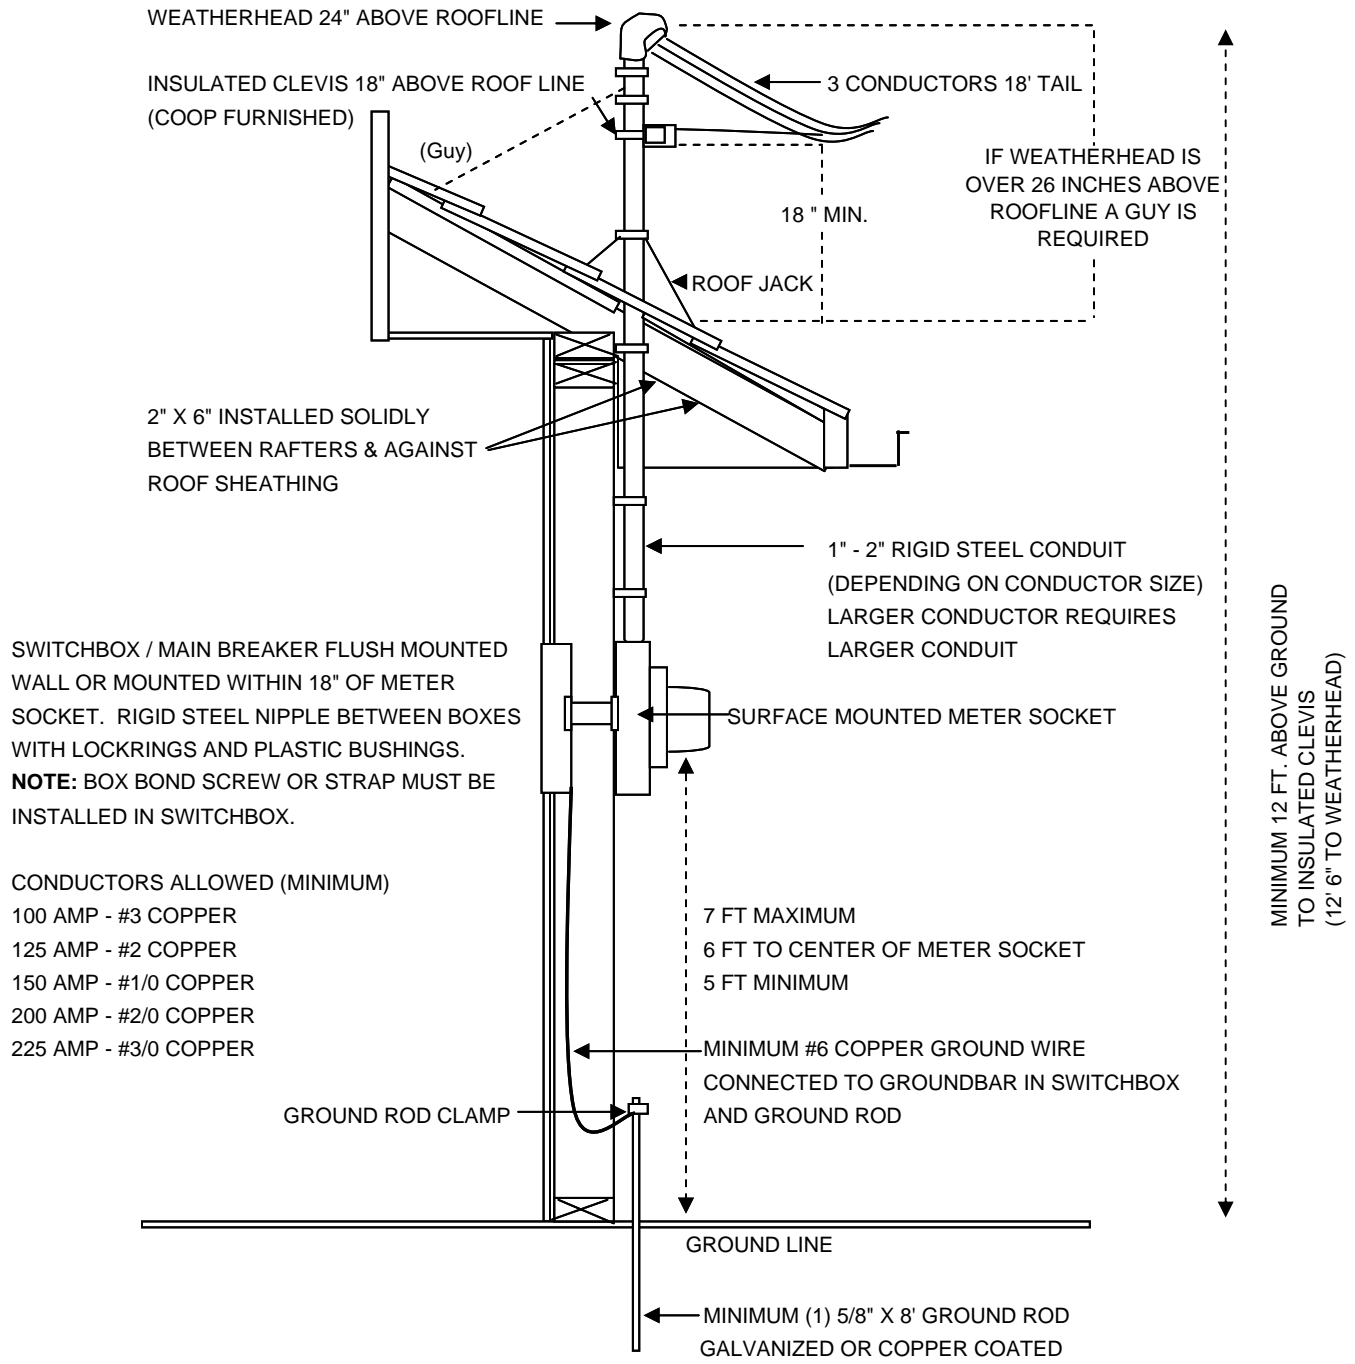 WEATHERHEAD 24" ABOVE ROOFLINE
INSULATED CLEVIS 18" ABOVE ROOF LINE
(COOP FURNISHED)
(Guy)
3 CONDUCTORS 18' TAIL
IF WEATHERHEAD IS
OVER 26 INCHES ABOVE
ROOFLINE A GUY IS
REQUIRED
18 " MIN.
ROOF JACK
2" X 6" INSTALLED SOLIDLY
BETWEEN RAFTERS & AGAINST
ROOF SHEATHING
1" - 2" RIGID STEEL CONDUIT
(DEPENDING ON CONDUCTOR SIZE)
LARGER CONDUCTOR REQUIRES
LARGER CONDUIT
MINIMUM 12 FT. ABOVE GROUND
TO INSULATED CLEVIS
(12' 6" TO WEATHERHEAD)
SWITCHBOX / MAIN BREAKER FLUSH MOUNTED
WALL OR MOUNTED WITHIN 18" OF METER
SOCKET.  RIGID STEEL NIPPLE BETWEEN BOXES
WITH LOCKRINGS AND PLASTIC BUSHINGS.
NOTE: BOX BOND SCREW OR STRAP MUST BE
INSTALLED IN SWITCHBOX.
SURFACE MOUNTED METER SOCKET
CONDUCTORS ALLOWED (MINIMUM)
100 AMP - #3 COPPER
125 AMP - #2 COPPER
150 AMP - #1/0 COPPER
200 AMP - #2/0 COPPER
225 AMP - #3/0 COPPER
7 FT MAXIMUM
6 FT TO CENTER OF METER SOCKET
5 FT MINIMUM
MINIMUM #6 COPPER GROUND WIRE
CONNECTED TO GROUNDBAR IN SWITCHBOX
AND GROUND ROD
GROUND ROD CLAMP
GROUND LINE
MINIMUM (1) 5/8" X 8' GROUND ROD
GALVANIZED OR COPPER COATED